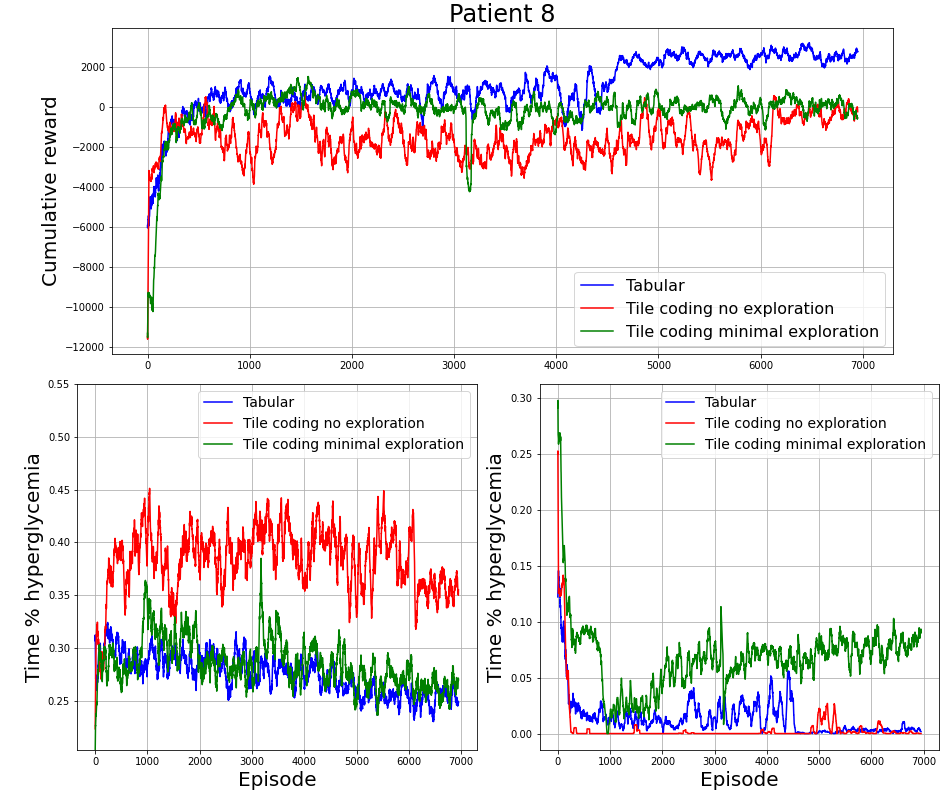 Patient 8
Cumulative reward
2000
0
−2000
−4000
−6000
−8000
−10000
−12000
Tabular
Tile coding no exploration
Tile coding minimal exploration
0 1000 2000 3000 4000 5000 6000 7000
Time % hyperglycemia
0.55
0.50
0.45
0.40
0.35
0.30
0.25
Tabular
Tile coding no exploration
Tile coding minimal exploration
0 1000 2000 3000 4000 5000 6000 7000
Episode
Time % hyperglycemia
0.30
0.25
0.20
0.15
0.10
0.05
0.00
Tabular
Tile coding no exploration
Tile coding minimal exploration
0 1000 2000 3000 4000 5000 6000 7000
Episode